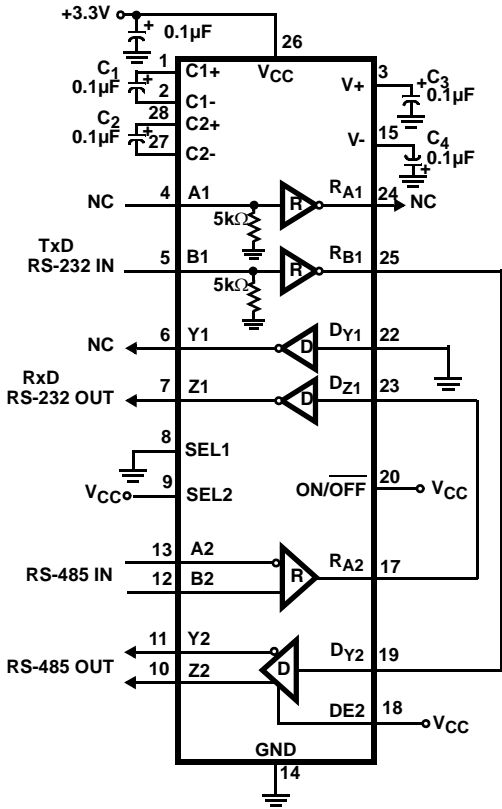 +3.3V
0.1µF
26
1
C1+
VCC
3
C1
0.1µF
V+
+C3
0.1µF
2
C1-
28
C2+
C2
0.1µF
27
C2-
15
V-
C4
0.1µF
NC
4
A1
R
RA1
24
NC
5kΩ
TxD
RS-232 IN
5
B1
R
RB1
25
5kΩ
NC
6
Y1
D
DY1
22
RxD
RS-232 OUT
7
Z1
D
DZ1
23
8
SEL1
VCC
9
SEL2
ON/OFF
20
VCC
RS-485 IN
13
A2
12
B2
R
RA2
17
RS-485 OUT
11
Y2
10
Z2
D
DY2
19
DE2
18
VCC
GND
14